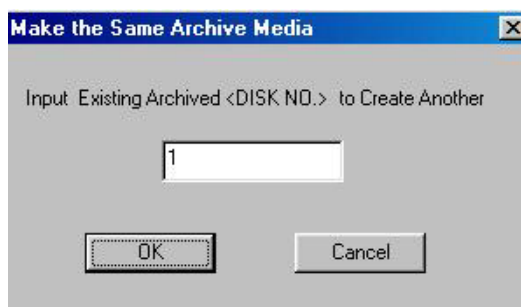 Make the Same Archive Media
Input Existing Archived <DISK NO.> to Create Another
1
OK
Cancel